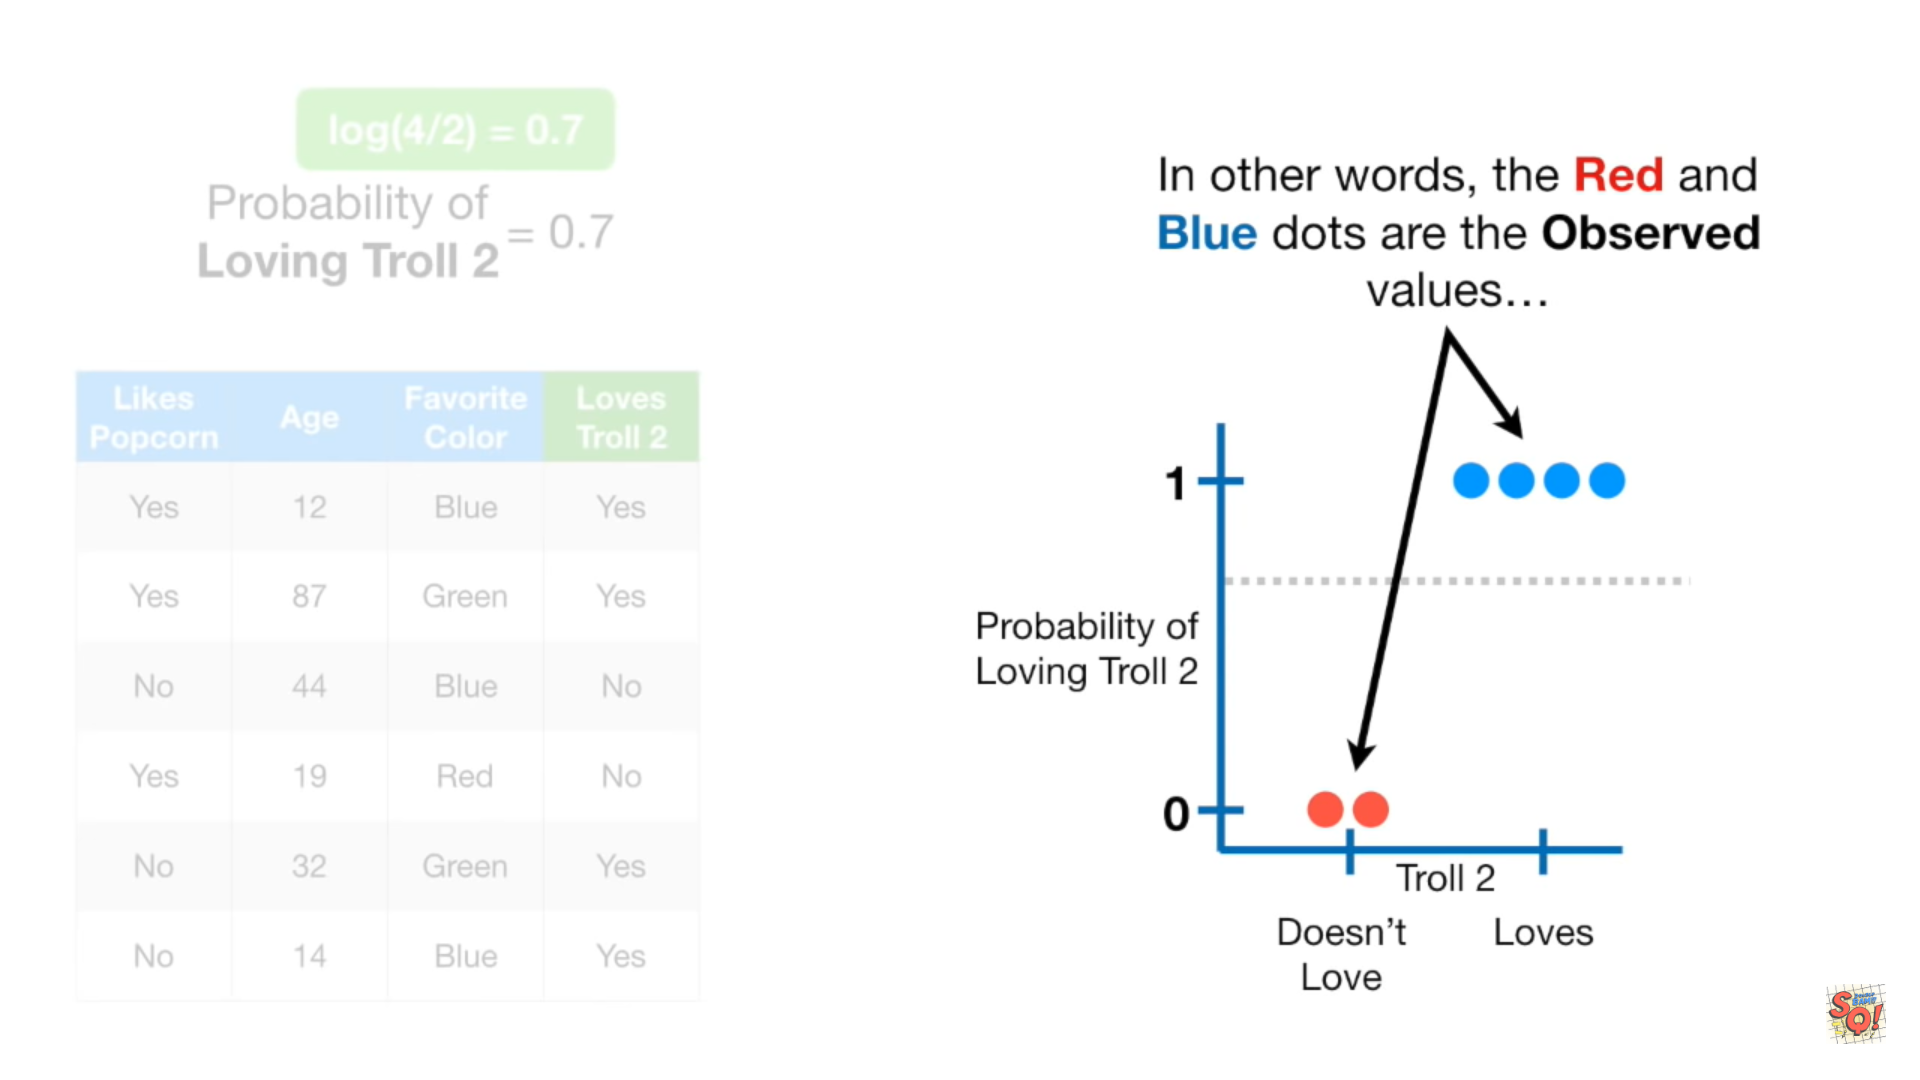 log(4/2) = 0.7
Probability of
Loving Troll 2 = 0.7
Likes Popcorn Age Favorite Color Loves Troll 2
Yes 12 Blue Yes
Yes 87 Green Yes
No 44 Blue No
Yes 19 Red No
No 32 Green Yes
No 14 Blue Yes
In other words, the Red and
Blue dots are the Observed
values...
1
Probability of
Loving Troll 2
0
Troll 2
Doesn't
Love
Loves
SQ!